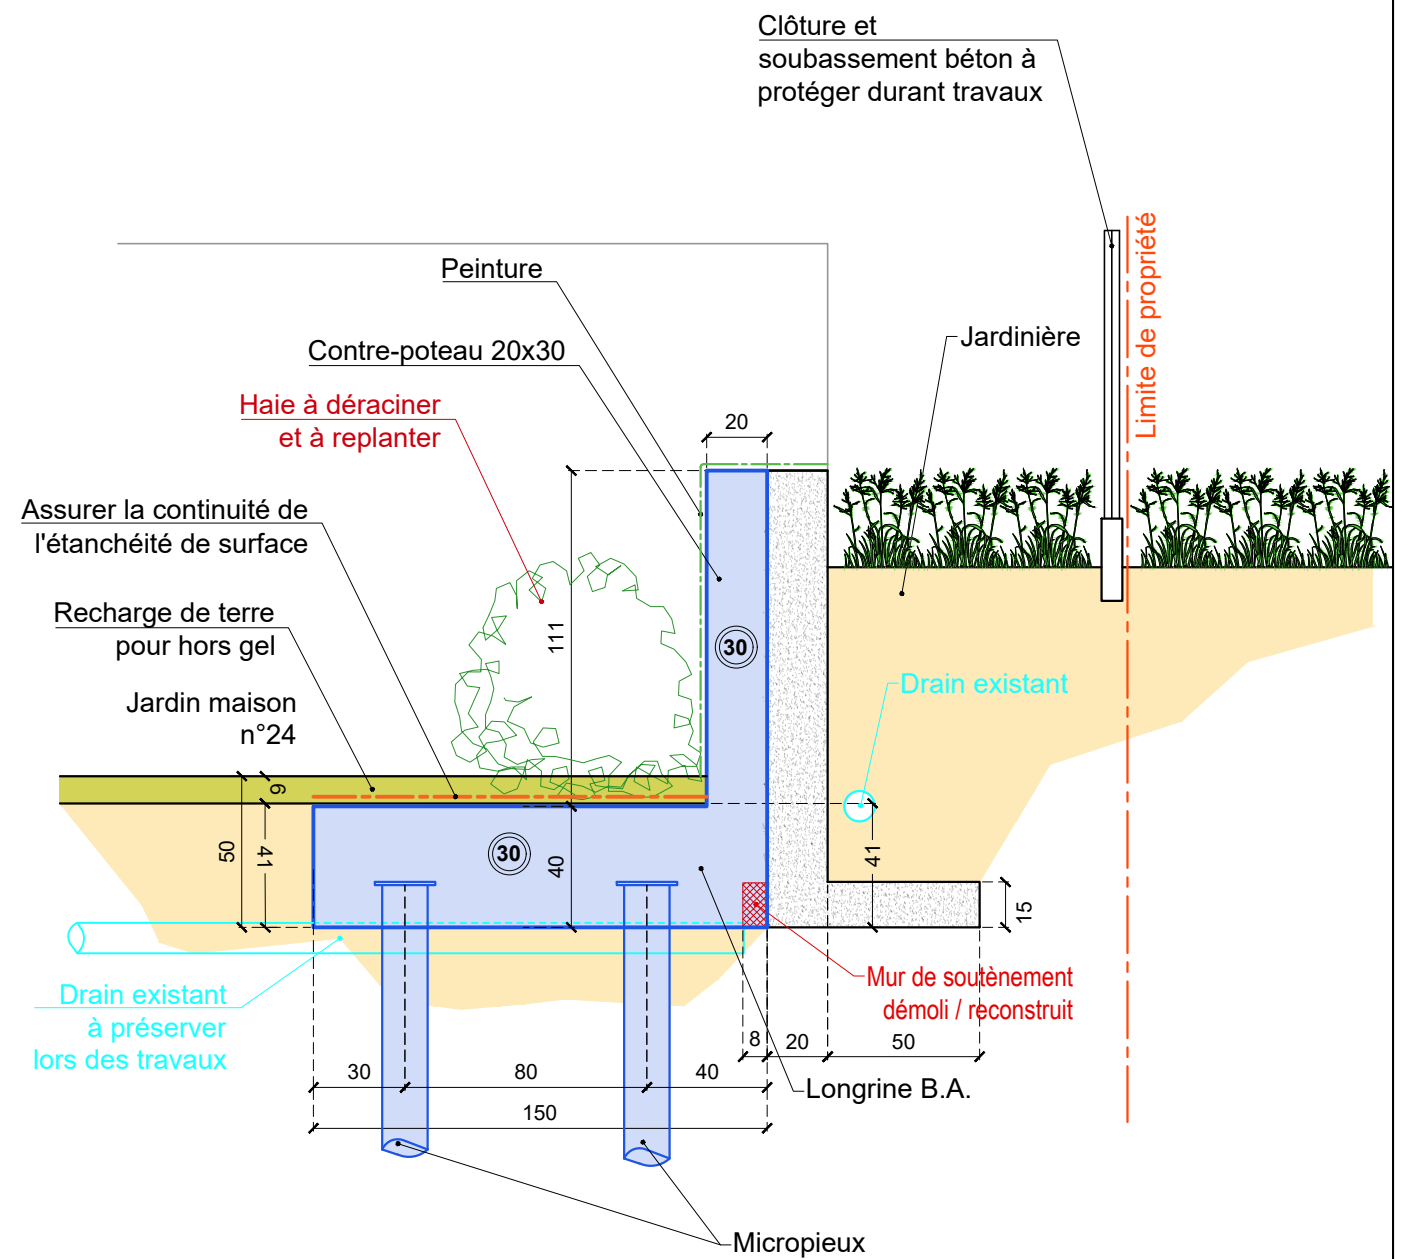 Clôture et
soubassement béton à
protéger durant travaux
Limite de propriété
Peinture
Jardinière
Contre-poteau 20x30
Haie à déraciner
et à replanter
20
Assurer la continuité de
l'étanchéité de surface
Recharge de terre
pour hors gel
111
30
Jardin maison
n°24
Drain existant
9
50
41
30
40
41
15
Mur de soutènement
démoli / reconstruit
Drain existant
à préserver
lors des travaux
8
20
50
30
80
40
Longrine B.A.
150
Micropieux